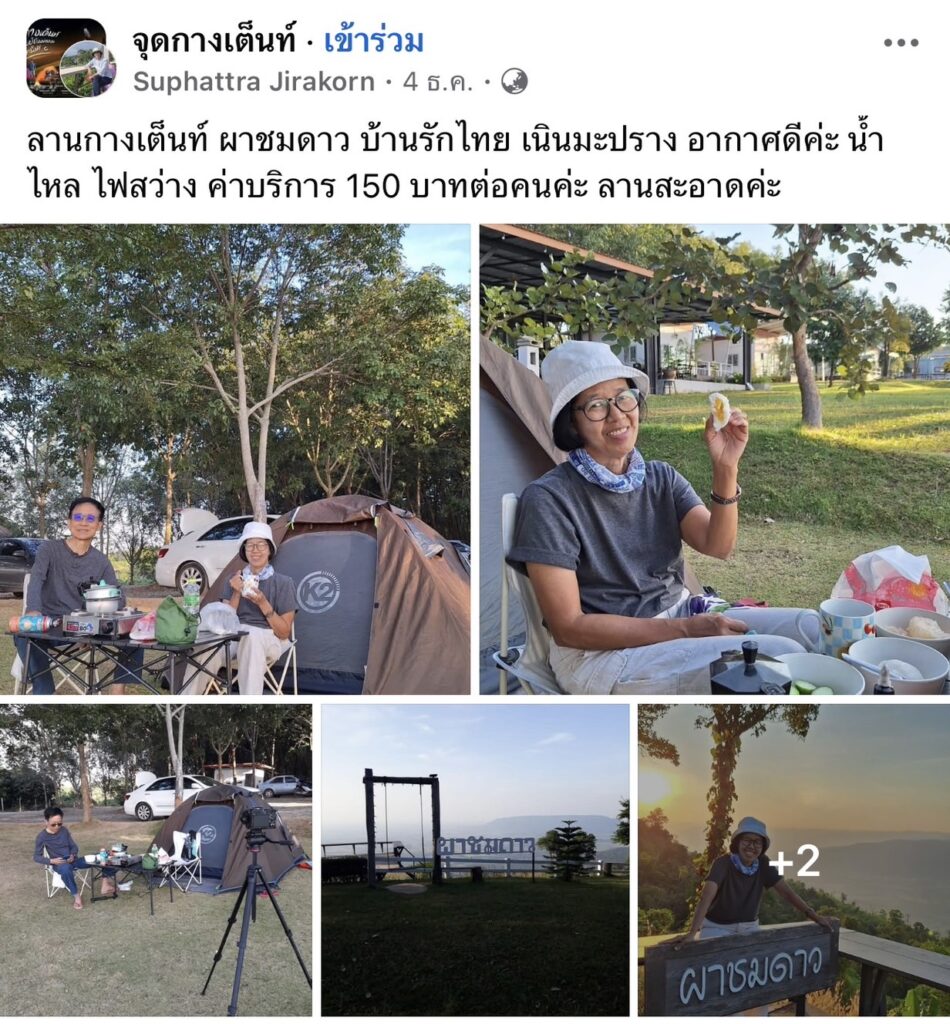 จุดกางเต็นท์ · เข้าร่วม
Suphattra Jirakorn · 4 ธ.ค. ·
ลานกางเต็นท์ ผาชมดาว บ้านรักไทย เนินมะปราง อากาศดีค่ะ น้ำ
ไหล ไฟสว่าง ค่าบริการ 150 บาทต่อคนค่ะ ลานสะอาดค่ะ
K2
ผาชมดาว
+2
ผาชมดาว